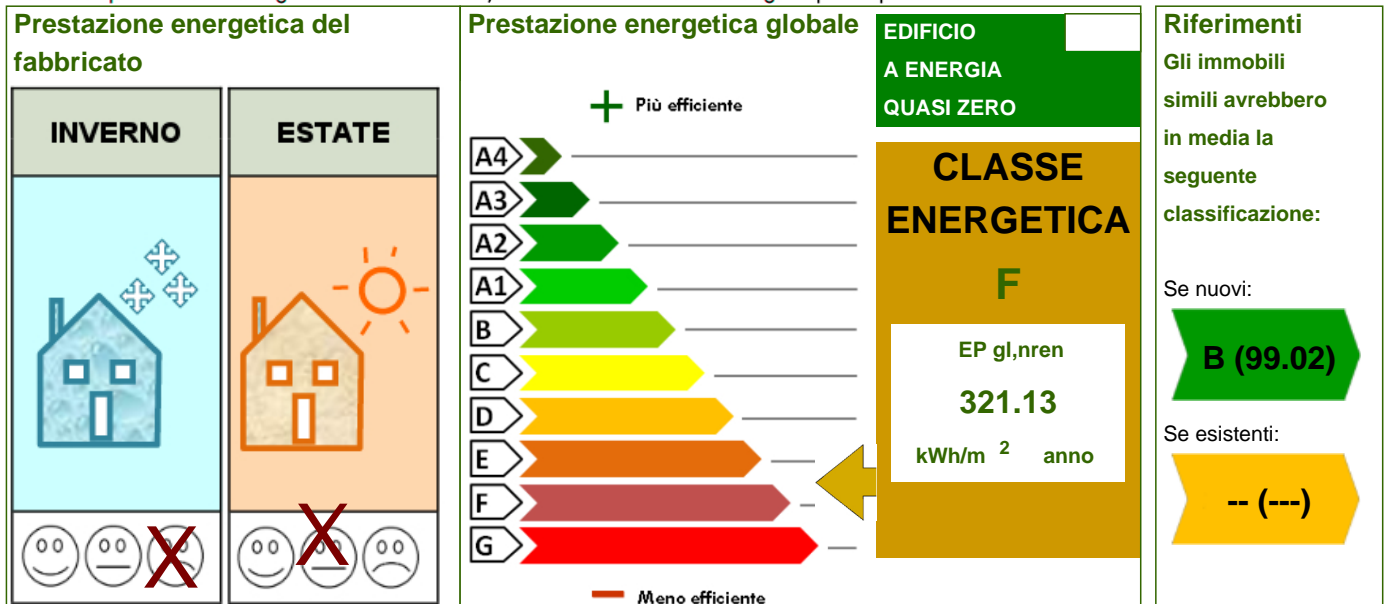 Prestazione energetica del
fabbricato
INVERNO
ESTATE
Prestazione energetica globale
Più efficiente
A4
A3
A2
A1
B
C
D
E
F
G
Meno efficiente
EDIFICIO
A ENERGIA
QUASI ZERO
CLASSE
ENERGETICA
F
EP gl,nren
321.13
kWh/m 2 anno
Riferimenti
Gli immobili
simili avrebbero
in media la
seguente
classificazione:
Se nuovi:
B (99.02)
Se esistenti:
-- (---)